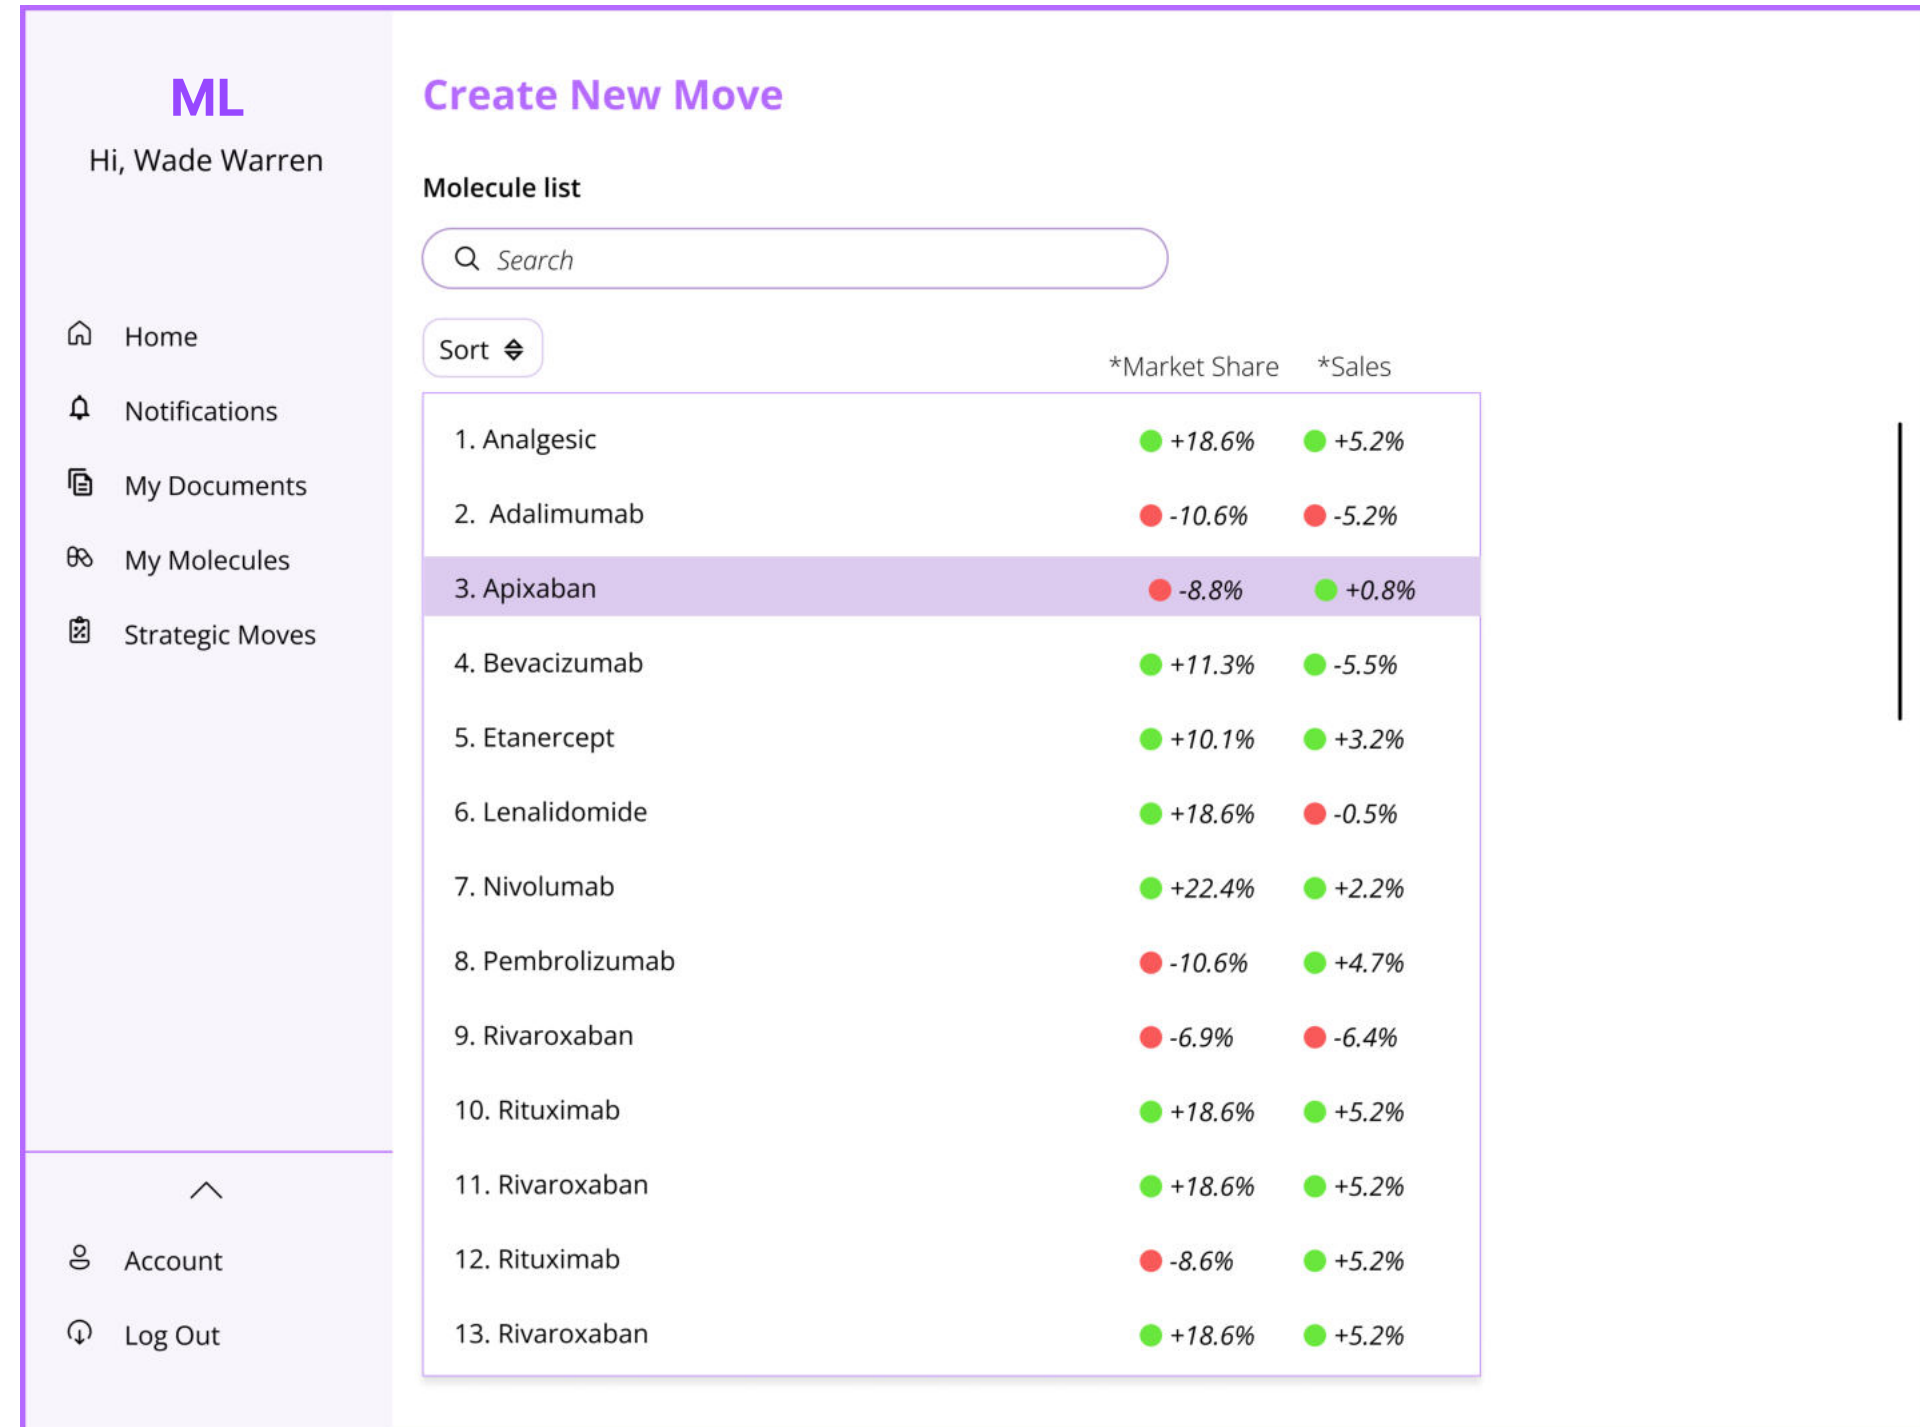 ML
Hi, Wade Warren
Home
Notifications
My Documents
My Molecules
Strategic Moves
Account
Log Out
Create New Move
Molecule list
Search
Sort
*Market Share *Sales
1. Analgesic +18.6% +5.2%
2. Adalimumab -10.6% -5.2%
3. Apixaban -8.8% +0.8%
4. Bevacizumab +11.3% -5.5%
5. Etanercept +10.1% +3.2%
6. Lenalidomide +18.6% -0.5%
7. Nivolumab +22.4% +2.2%
8. Pembrolizumab -10.6% +4.7%
9. Rivaroxaban -6.9% -6.4%
10. Rituximab +18.6% +5.2%
11. Rivaroxaban +18.6% +5.2%
12. Rituximab -8.6% +5.2%
13. Rivaroxaban +18.6% +5.2%